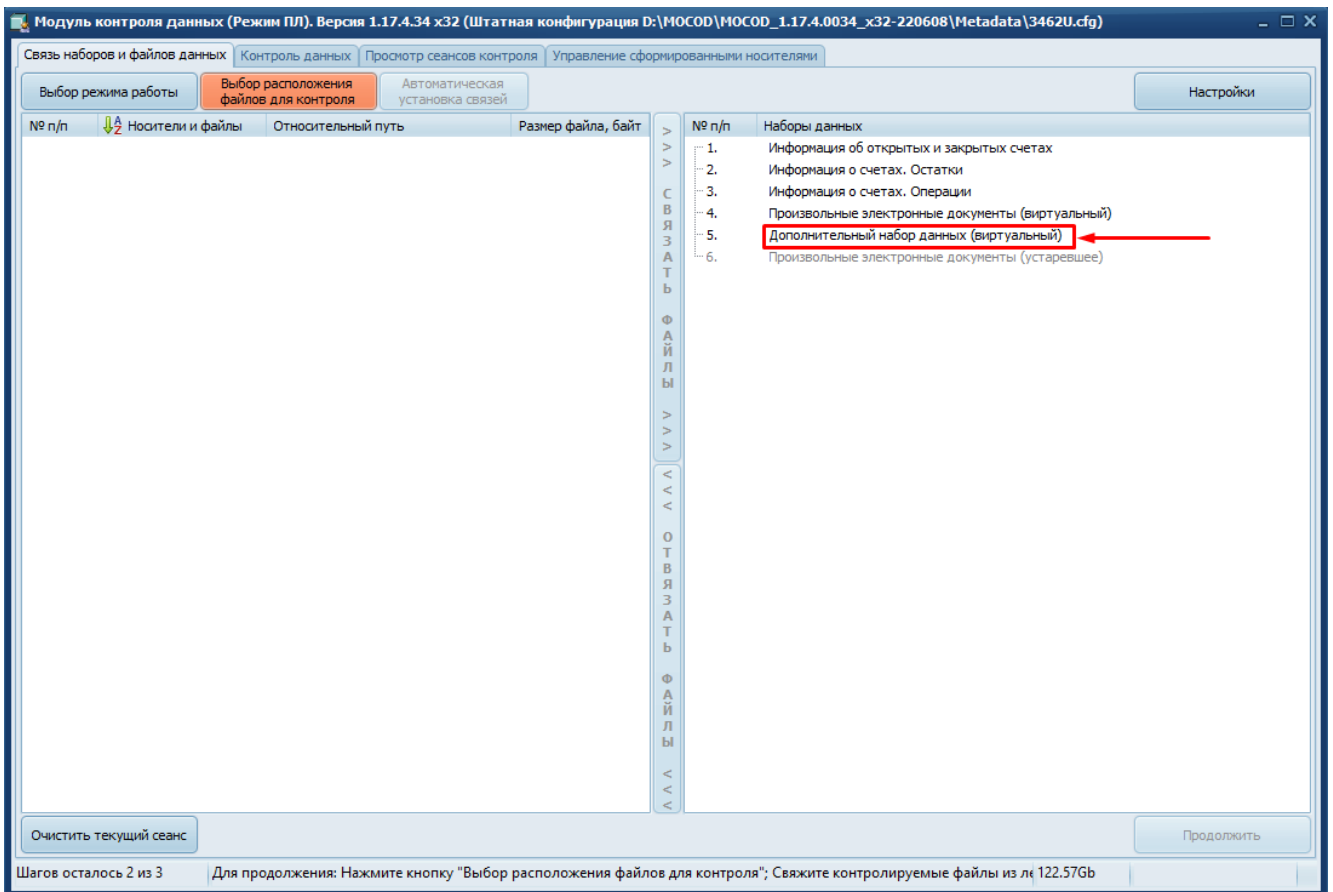 Модуль контроля данных (Режим ПЛ). Версия 1.17.4.34 x32 (Штатная конфигурация D:\MOCOD\MOCOD_1.17.4.0034_x32-220608\Metadata\3462U.cfg)
Связь наборов и файлов данных Контроль данных Просмотр сеансов контроля Управление сформированными носителями
Выбор режима работы
Выбор расположения
файлов для контроля
Автоматическая
установка связей
Настройки
№ п/п Носители и файлы Относительный путь Размер файла, байт
> > > СВЯЗАТЬ ФАЙЛЫ > > >
< < < ОТВЯЗАТЬ ФАЙЛЫ < < <
№ п/п Наборы данных
1. Информация об открытых и закрытых счетах
2. Информация о счетах. Остатки
3. Информация о счетах. Операции
4. Произвольные электронные документы (виртуальный)
5. Дополнительный набор данных (виртуальный)
6. Произвольные электронные документы (устаревшее)
Очистить текущий сеанс
Продолжить
Шагов осталось 2 из 3 Для продолжения: Нажмите кнопку "Выбор расположения файлов для контроля"; Свяжите контролируемые файлы из ле 122.57Gb